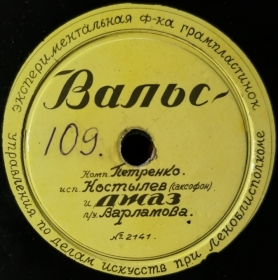 экспериментальная ф-ка грампластинок
управления по делам искусств при Леноблисполкоме
Вальс-
109.
Комп. Петренко.
исп. Костылев (саксофон)
и джаз
п/у. Варламова.
№ 2141.